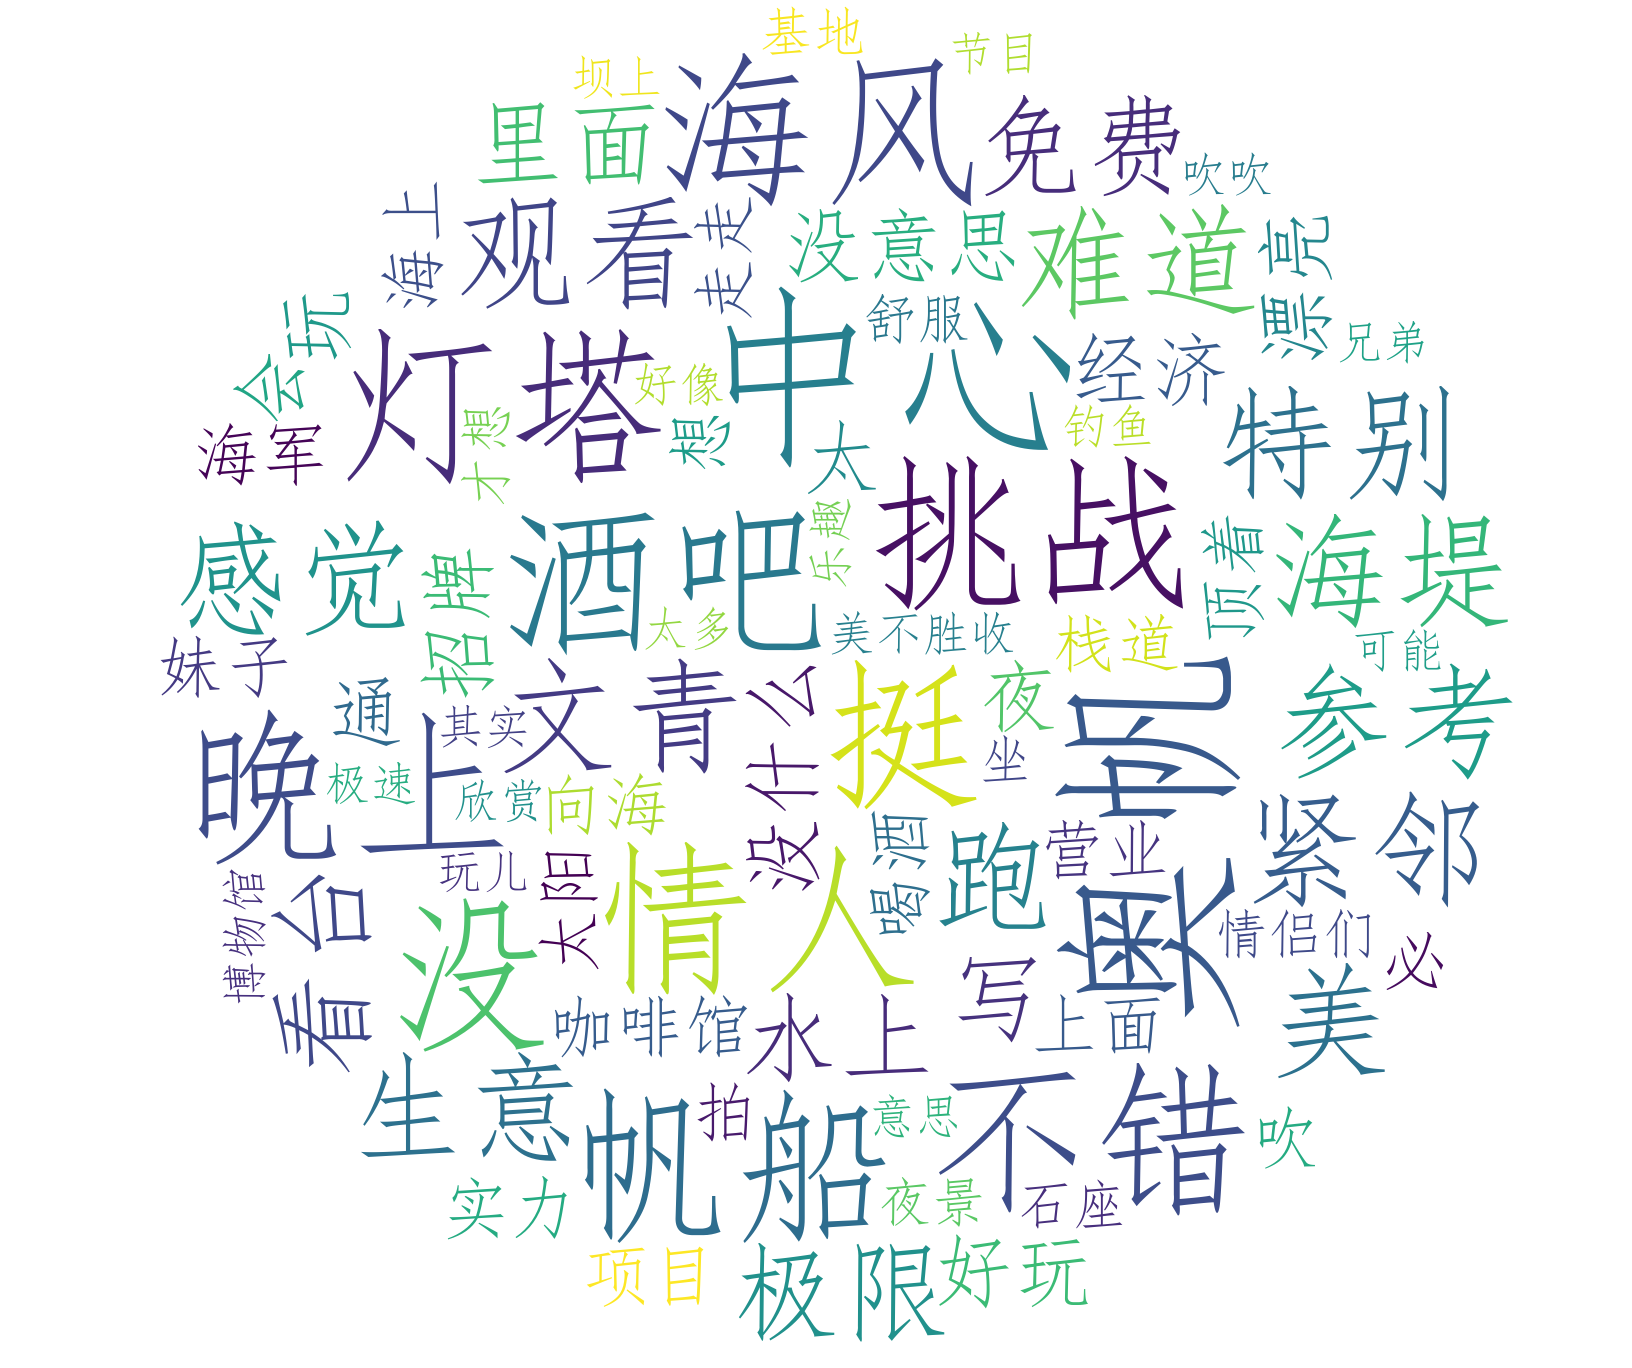 基地
节目
坝上
海风
里面
免费
吹吹
海上
观看
走走
没意思
难道
漂亮
会玩
灯塔
中心
舒服
经济
兄弟
好像
才想
想
太
钓鱼
特别
海军
挑战
感觉
招牌
酒吧
乐趣
顶着
海堤
妹子
太多
美不胜收
栈道
可能
通
其实
文青
没什么
挺
夜
坐
奥帆
参考
晚上
极速
欣赏
向海
喝酒
跑
营业
紧邻
玩儿
太阳
情人
博物馆
看台
没
情侣们
必
写
咖啡馆
水上
上面
美
生意
帆船
拍
意思
不错
吹
实力
夜景
石座
项目
极限
好玩